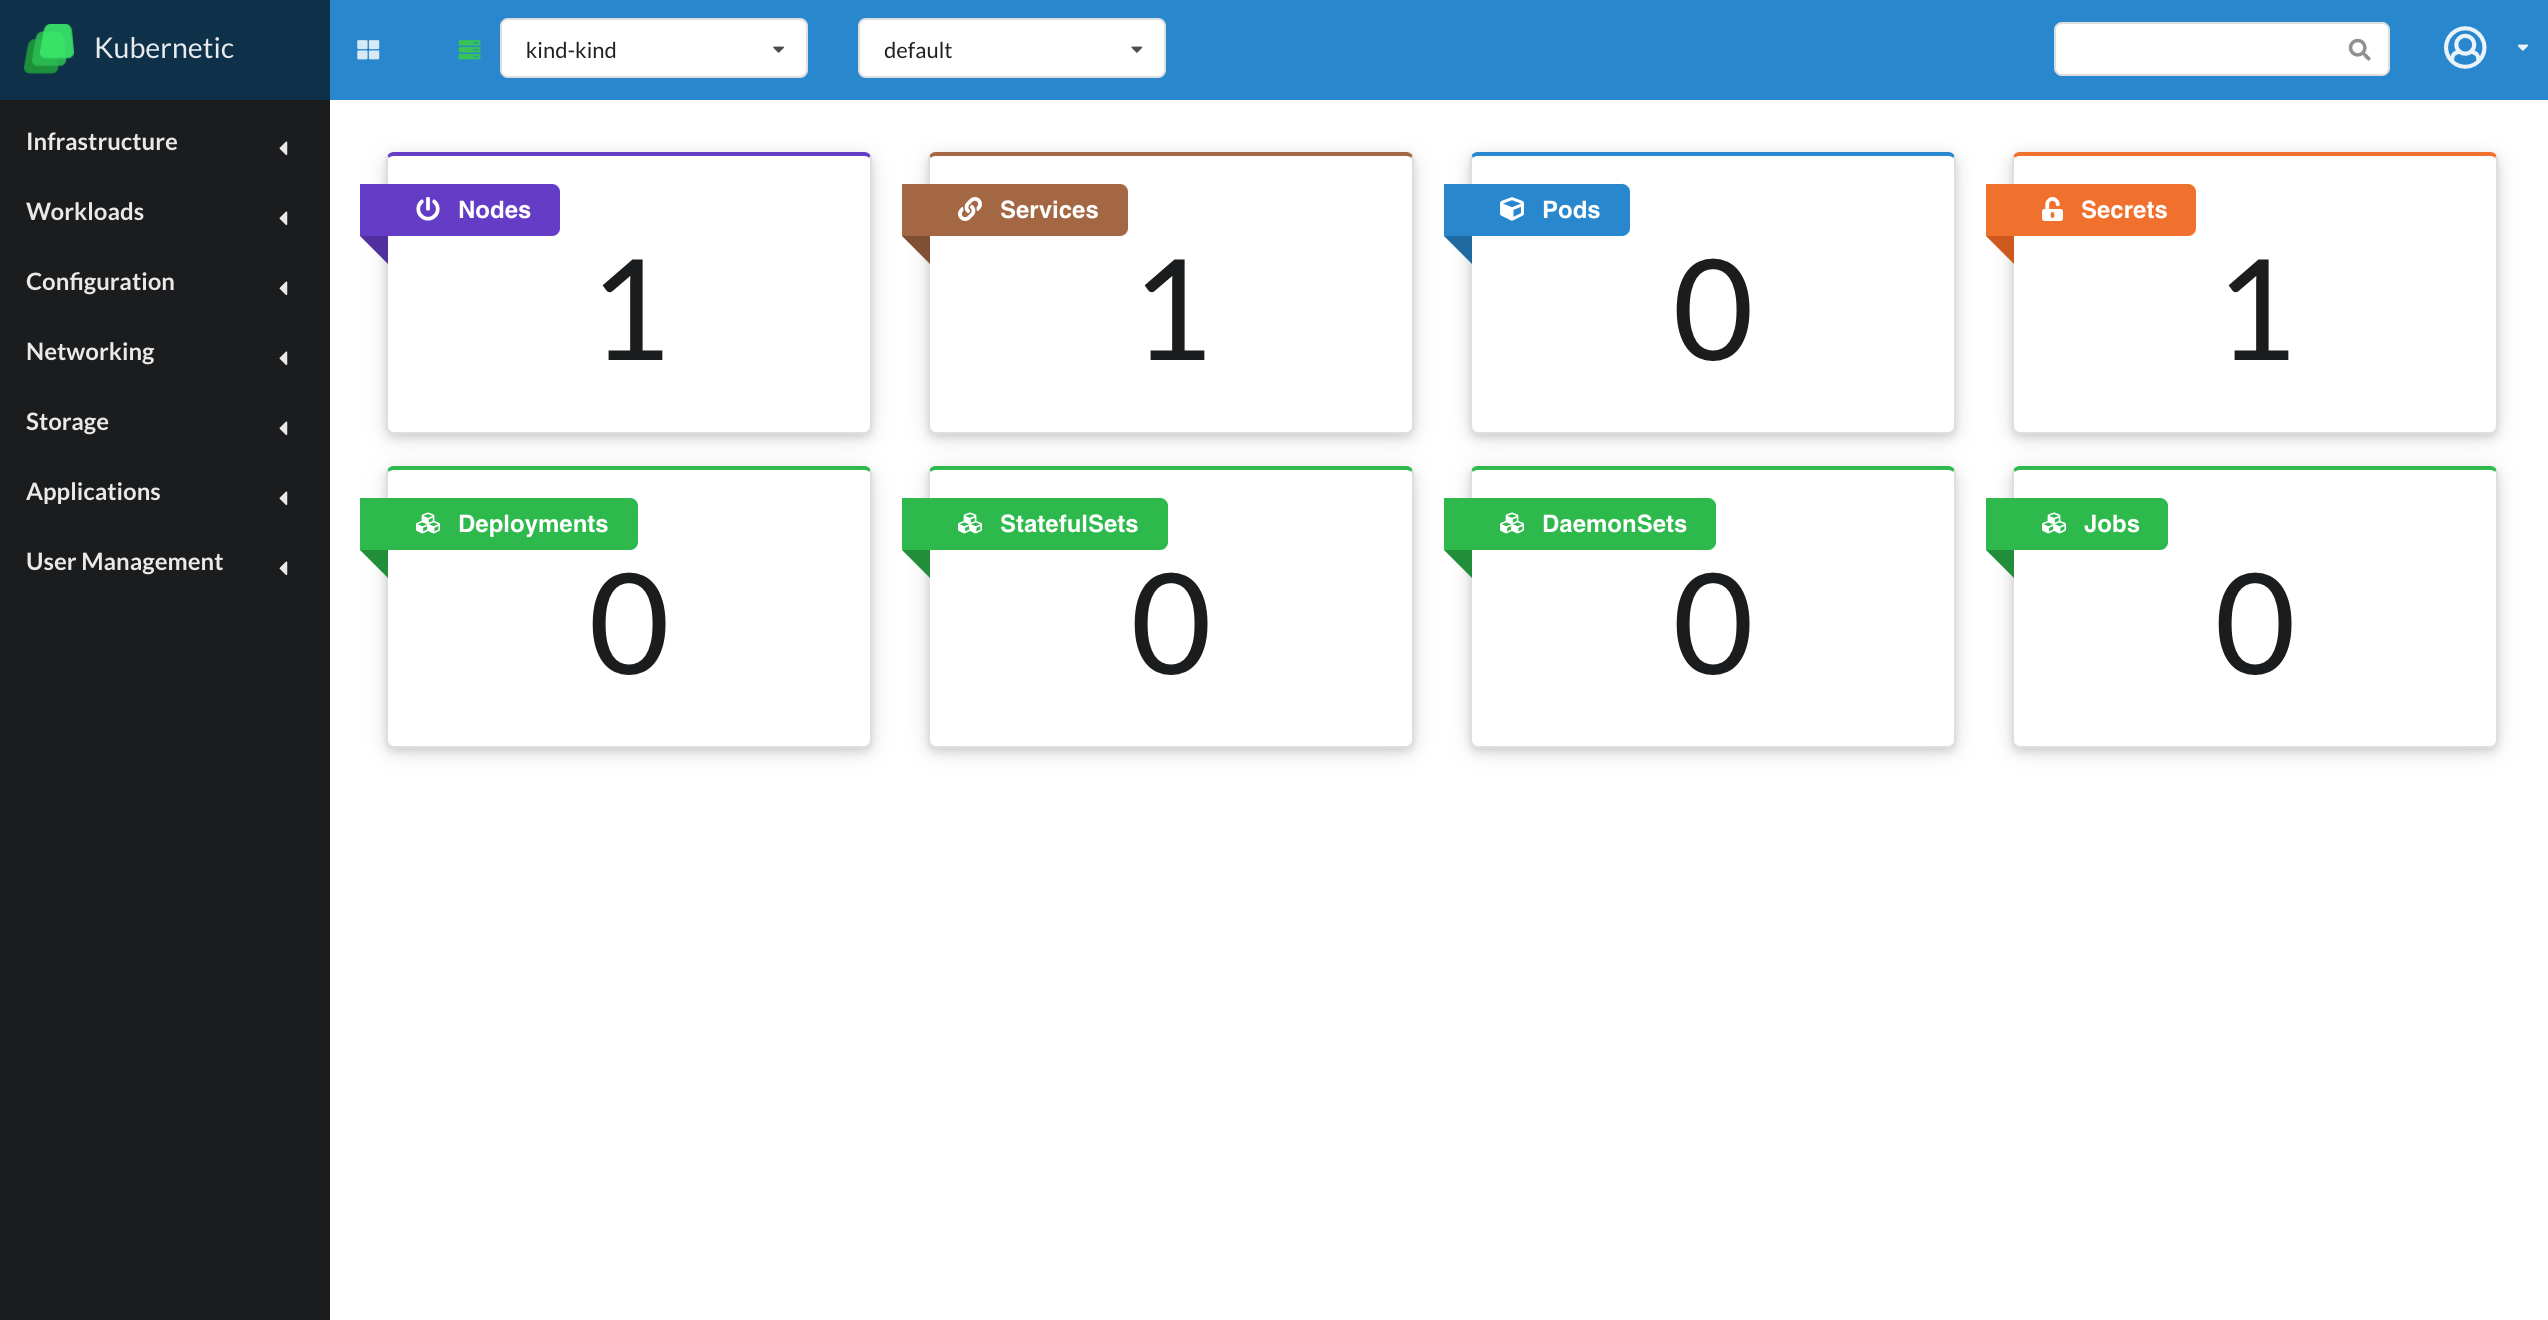 Kubernetic
kind-kind
default
Infrastructure
Workloads
Configuration
Networking
Storage
Applications
User Management
Nodes
1
Services
1
Pods
0
Secrets
1
Deployments
0
StatefulSets
0
DaemonSets
0
Jobs
0